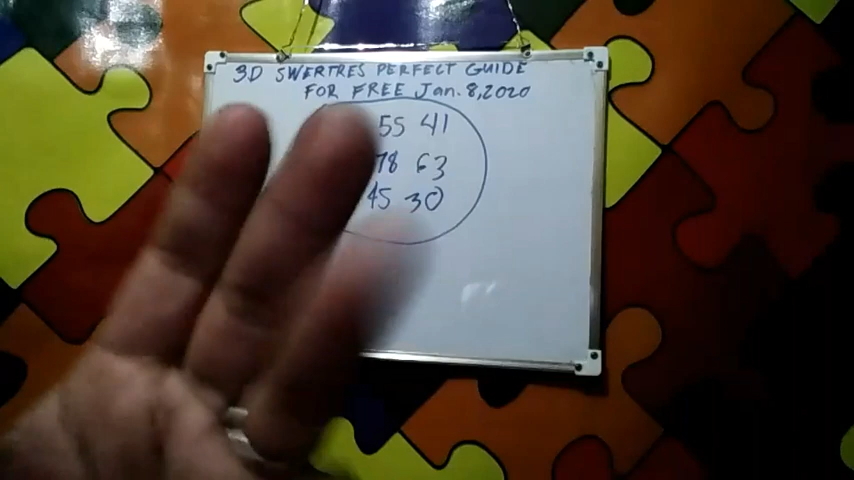 3D SWERTRES PERFECT GUIDE
FOR FREE Jan. 8, 2020
55 41
78 63
45 30